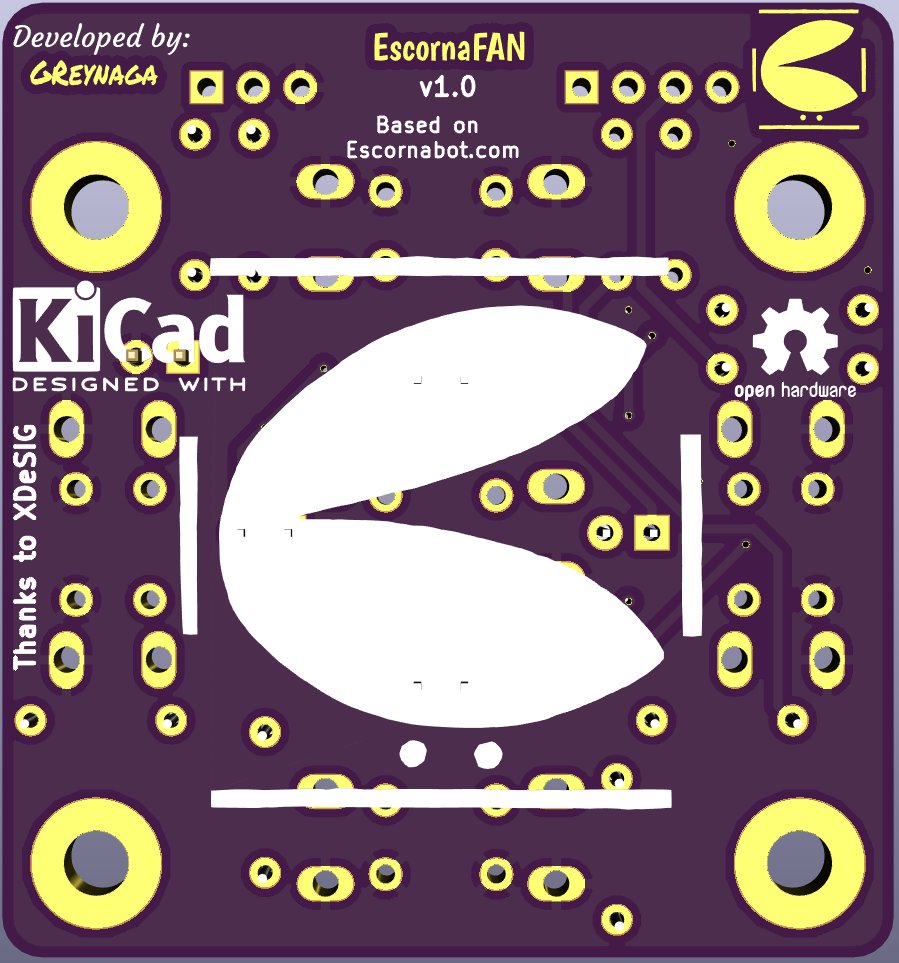 Developed by:
GReynaga
EscornaFAN
v1.0
Based on
Escornabot.com
KiCad
DESIGNED WITH
open hardware
Thanks to XDeSIG